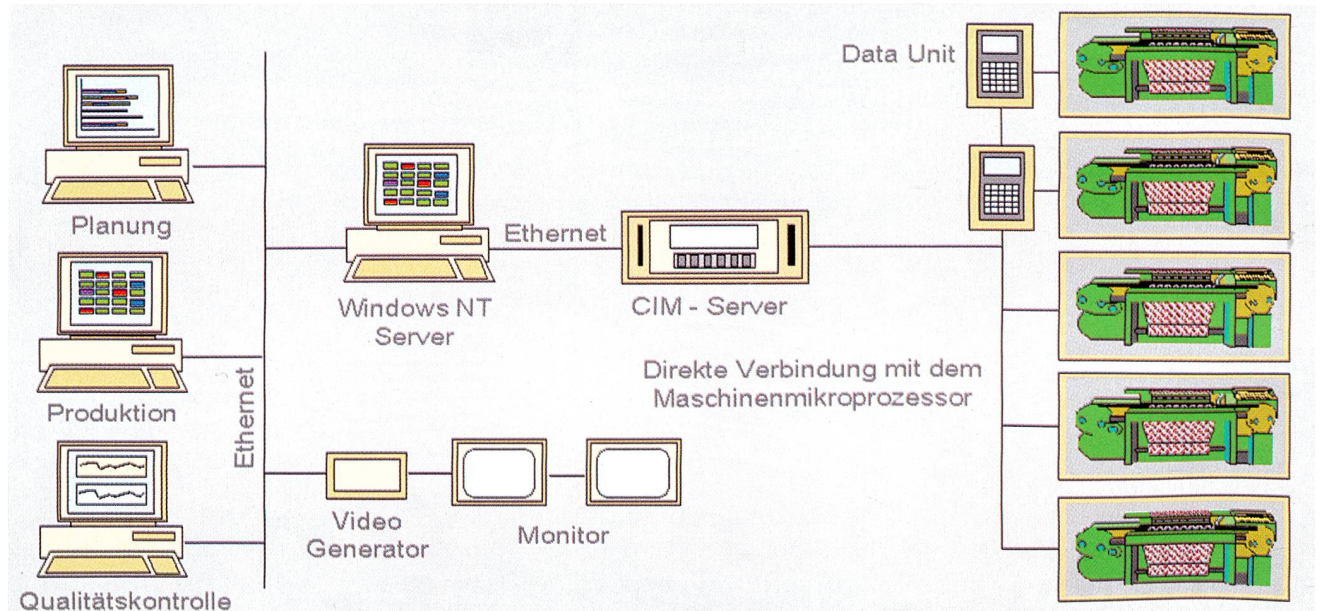 Data Unit
Planung
Ethernet
Windows NT
Server
CIM - Server
Produktion
Ethernet
Direkte Verbindung mit dem
Maschinenmikroprozessor
Video
Generator
Monitor
Qualitätskontrolle